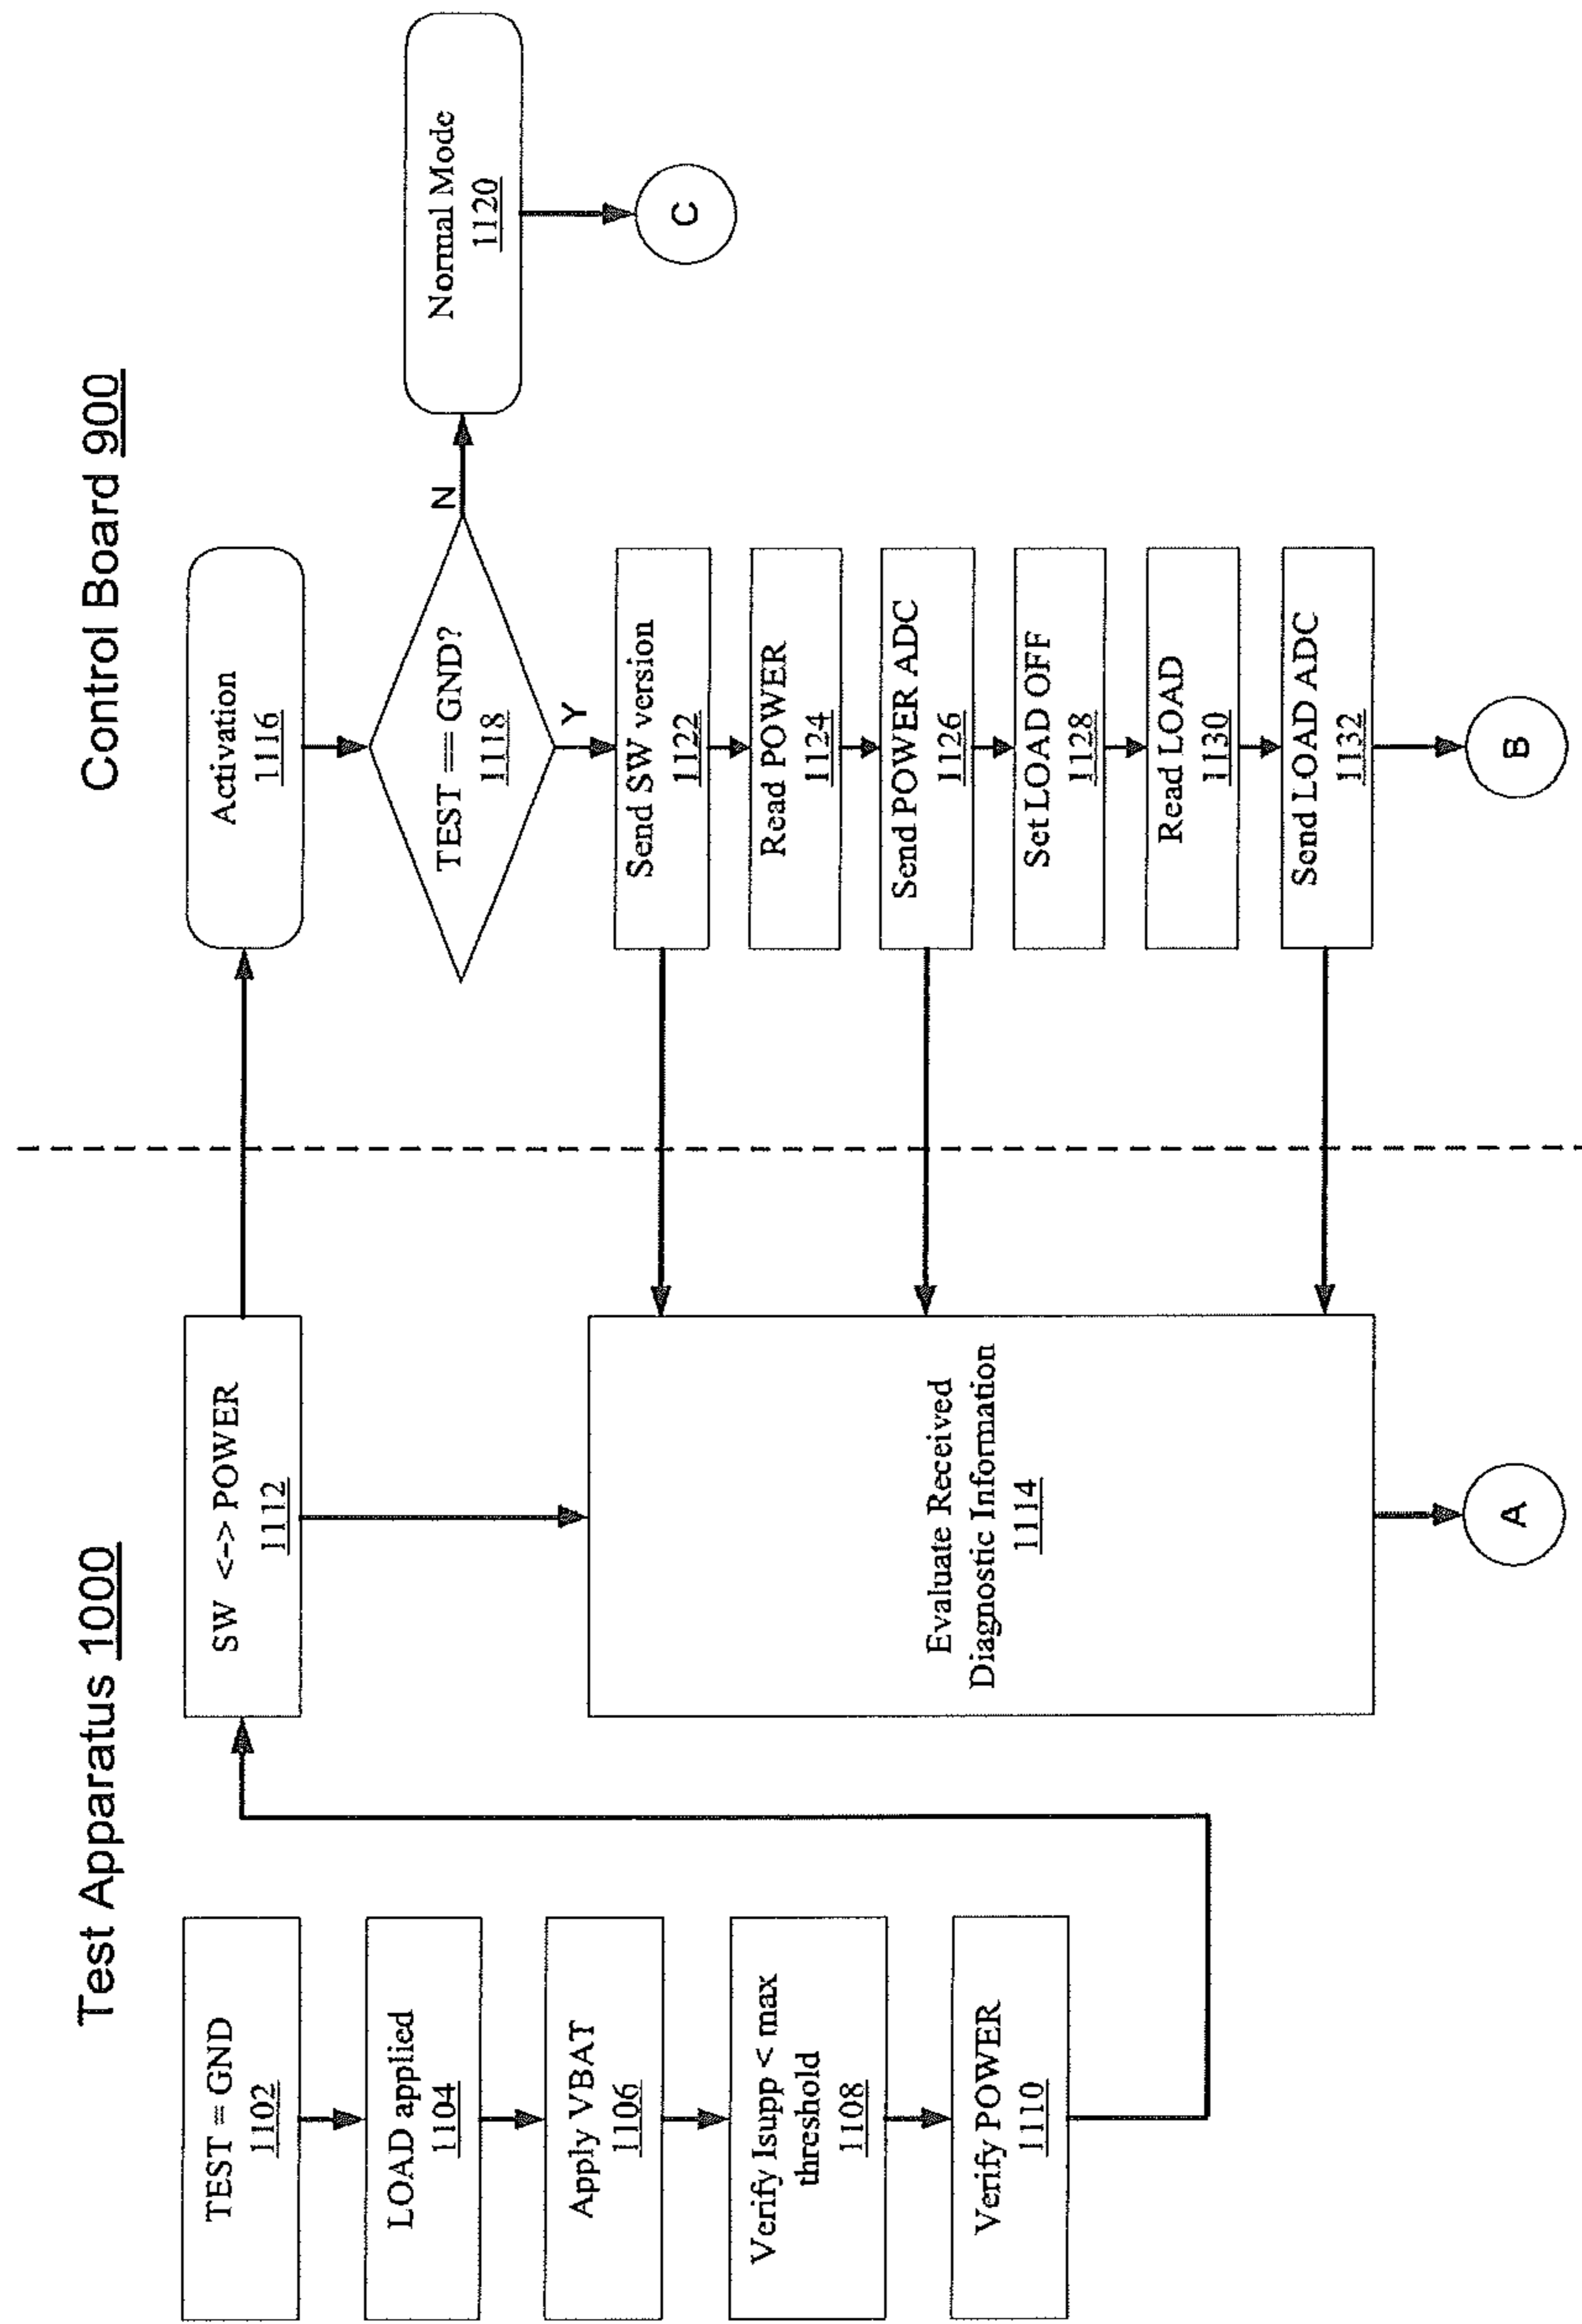 Test Apparatus 1000
Control Board 900
TEST = GND
1102
LOAD applied
1104
Apply VBAT
1106
Verify Isupp < max
threshold
1108
Verify POWER
1110
SW <-> POWER
1112
Evaluate Received
Diagnostic Information
1114
A
Activation
1116
TEST == GND?
1118
N
Y
Normal Mode
1120
C
Send SW version
1122
Read POWER
1124
Send POWER ADC
1126
Set LOAD OFF
1128
Read LOAD
1130
Send LOAD ADC
1132
B